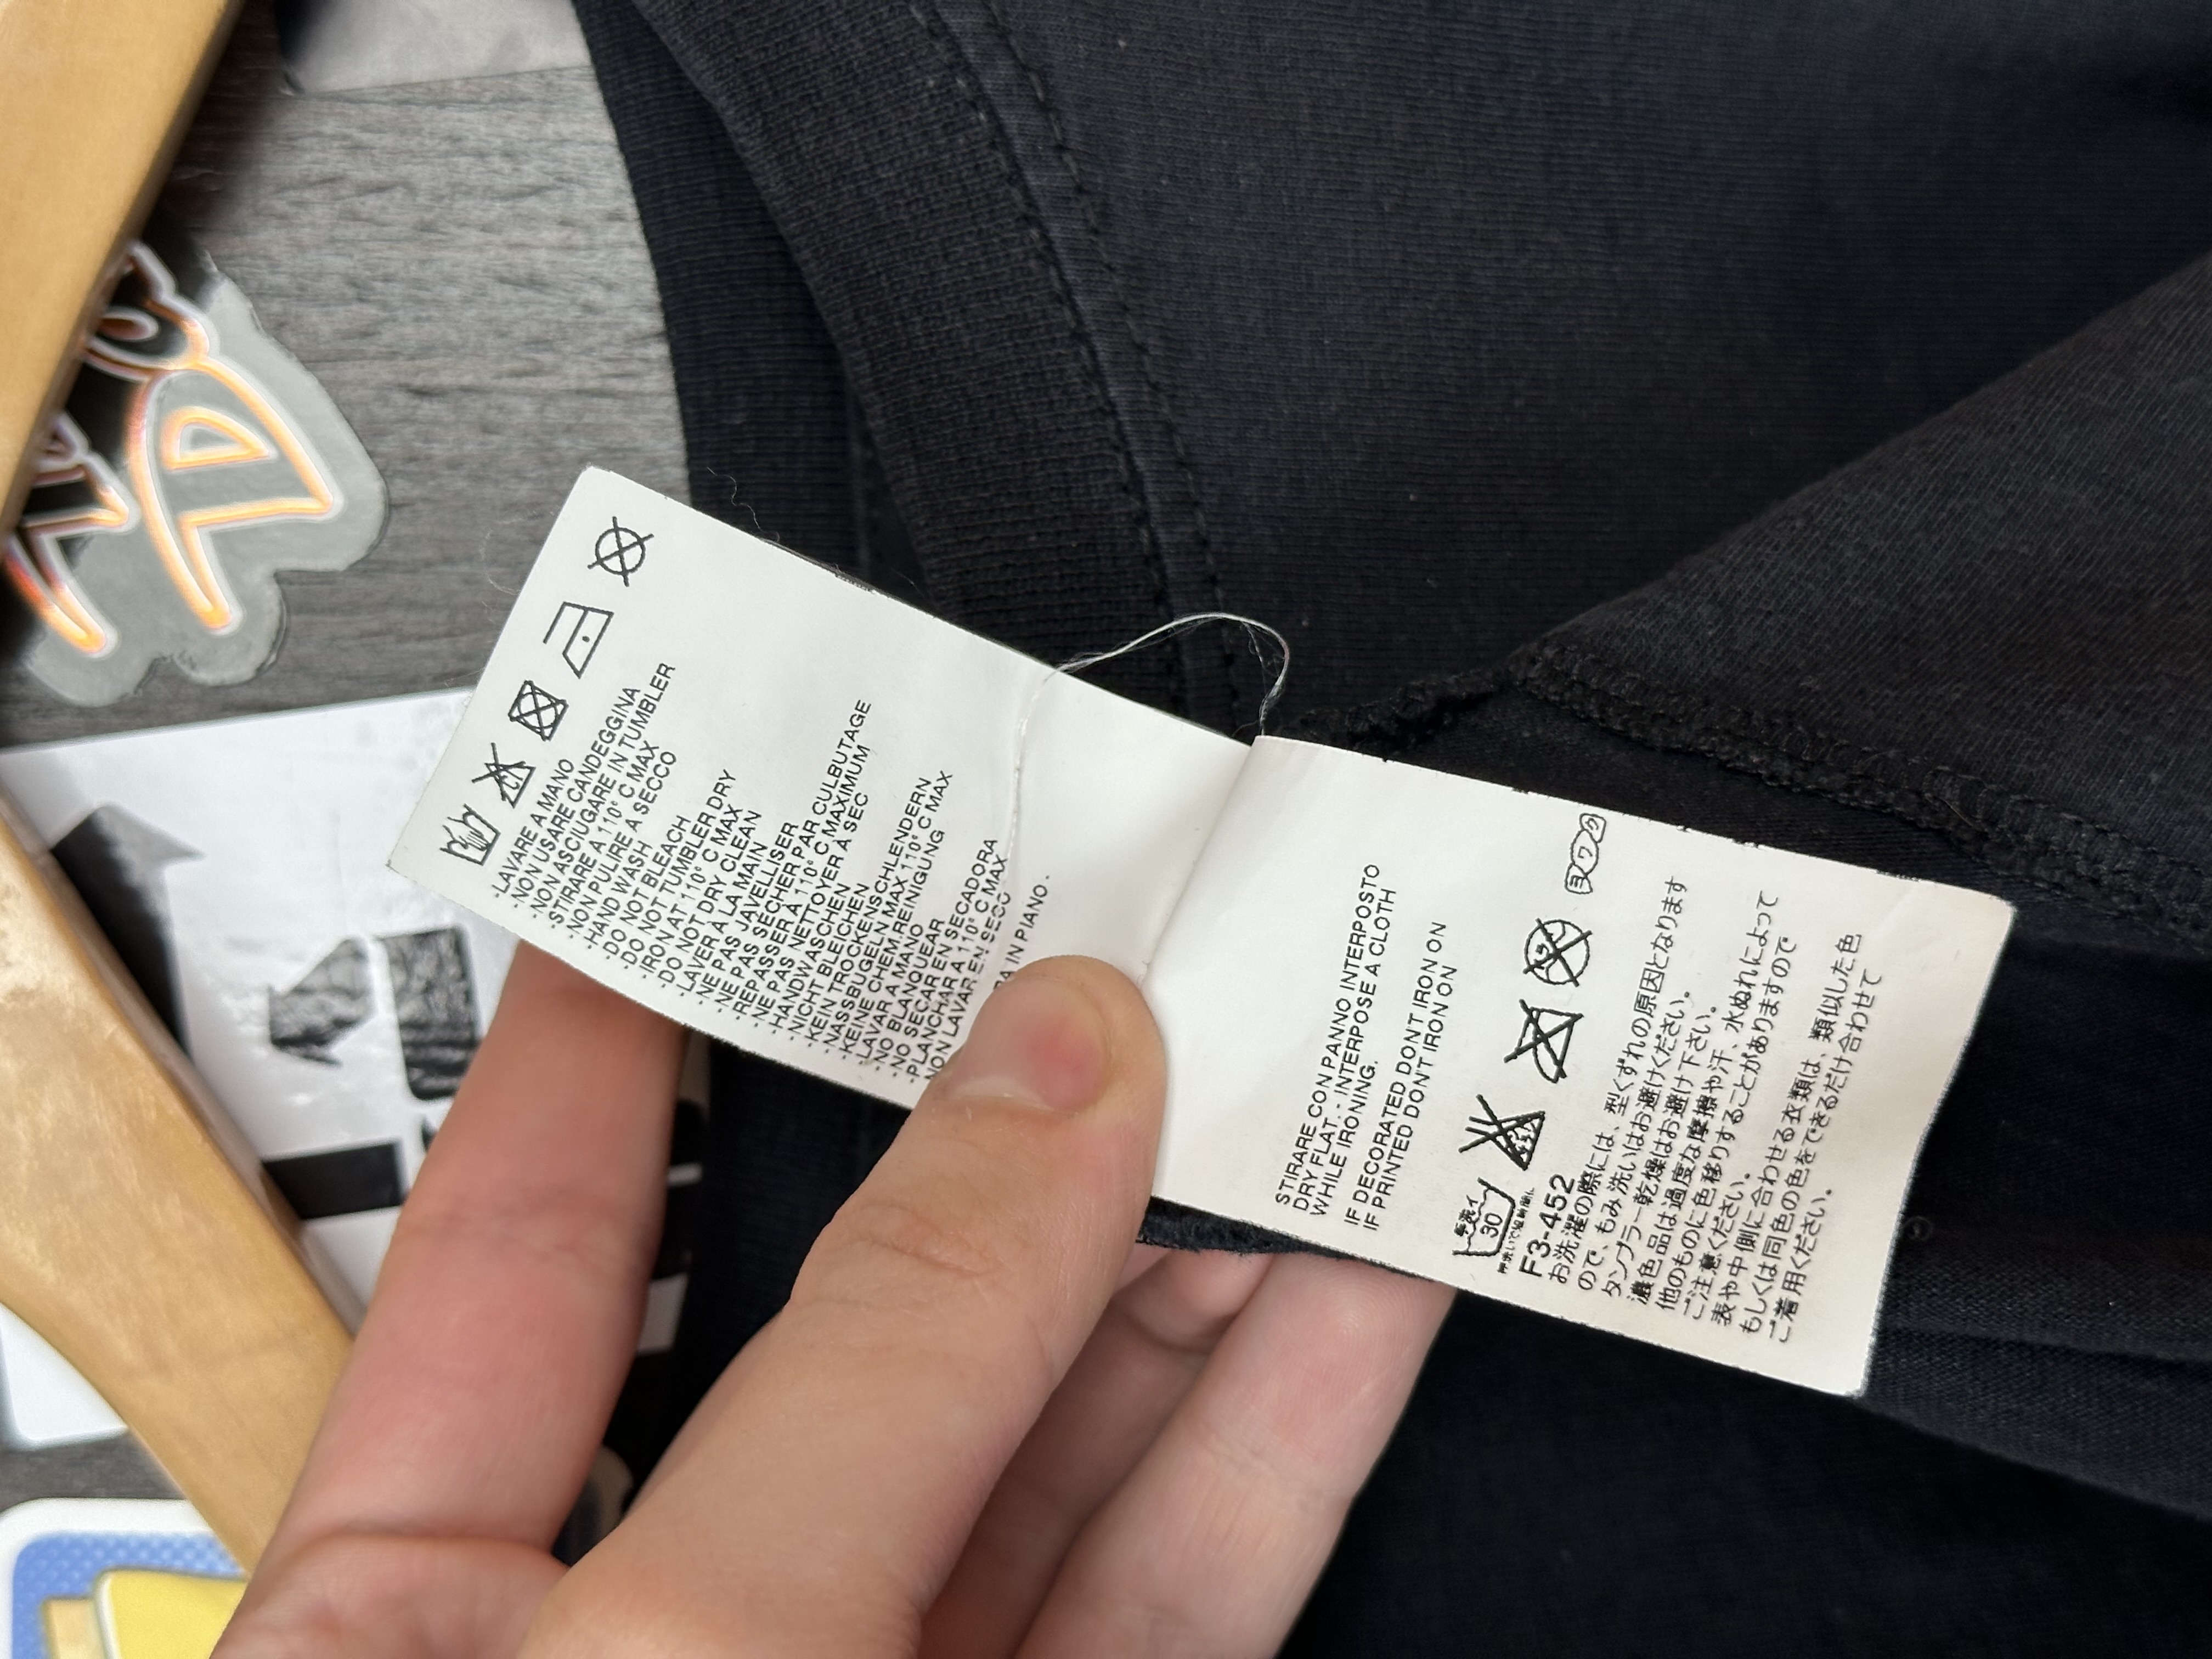 -LAVARE A MANO
-NON USARE CANDEGGINA
-NON ASCIUGARE IN TUMBLER
-STIRARE A 110° C MAX
-NON PULIRE A SECCO
-HAND WASH
-DO NOT BLEACH
-DO NOT TUMBLER DRY
-IRON AT 110° C MAX
-DO NOT DRY CLEAN
-LAVER À LA MAIN
-NE PAS JAVELLISER
-NE PAS SÉCHER PAR CULBUTAGE
-REPASSER À 110° C MAXIMUM
-NE PAS NETTOYER À SEC
-HANDWASCHEN
-NICHT BLEICHEN
-KEIN TROCKENSCHLENDERN
-NASSBUGELN MAX 110° C MAX
-KEINE CHEM.REINIGUNG
-LAVAR A MANO
-NO BLANQUEAR
-NO SECAR EN SECADORA
-PLANCHAR A 110° C MAX
NON LAVAR EN SECO
IN PIANO.
STIRARE CON PANNO INTERPOSTO
DRY FLAT. - INTERPOSE A CLOTH
WHILE IRONING.
IF DECORATED DONT IRON ON
IF PRINTED DON'T IRON ON
手洗イ
30
F3-452
お洗濯の際には、型くずれの原因となります
ので、もみ洗いはお避けください。
タンブラー乾燥はお避け下さい。
濃色品は過度な摩擦や汗、水ぬれによって
他のものに色移りすることがありますので
ご注意ください。
表や中側に合わせる衣類は、類似した色
もしくは同色の色をできるだけ合わせて
ご着用ください。